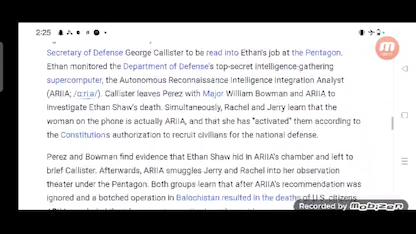 2:25
Secretary of Defense George Callister to be read into Ethan's job at the Pentagon.
Ethan monitored the Department of Defense's top-secret intelligence-gathering
supercomputer, the Autonomous Reconnaissance Intelligence Integration Analyst
(ARIIA; /ɑːriːə/). Callister leaves Perez with Major William Bowman and ARIIA to
investigate Ethan Shaw's death. Simultaneously, Rachel and Jerry learn that the
woman on the phone is actually ARIIA, and that she has "activated" them according to
the Constitution's authorization to recruit civilians for the national defense.
Perez and Bowman find evidence that Ethan Shaw hid in ARIIA's chamber and left to
brief Callister. Afterwards, ARIIA smuggles Jerry and Rachel into her observation
theater under the Pentagon. Both groups learn that after ARIIA's recommendation was
ignored and a botched operation in Balochistan resulted in the deaths of U.S. citizens
Recorded by mobizen